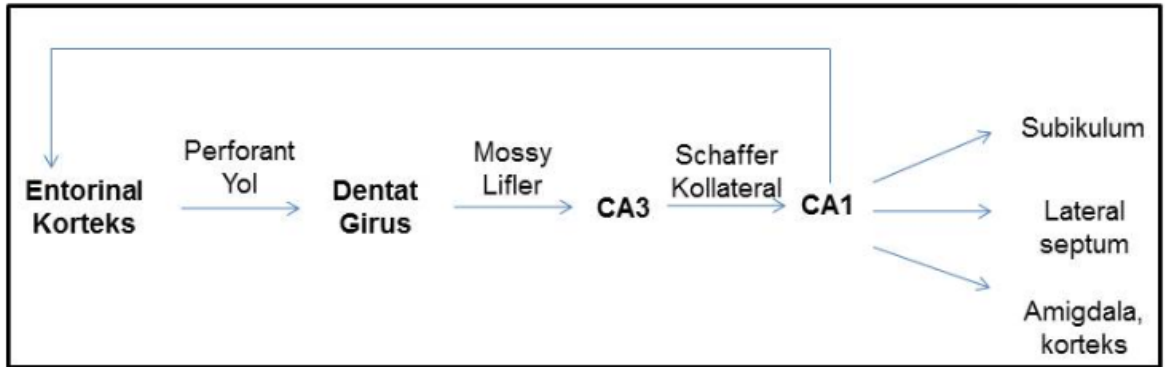 Perforant
Yol
Mossy
Lifler
Schaffer
Kollateral
Subikulum
Entorinal
Korteks
Dentat
Girus
CA3
CA1
Lateral
septum
Amigdala,
korteks